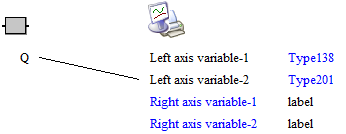 Q
Left axis variable-1 Type138
Left axis variable-2 Type201
Right axis variable-1 label
Right axis variable-2 label